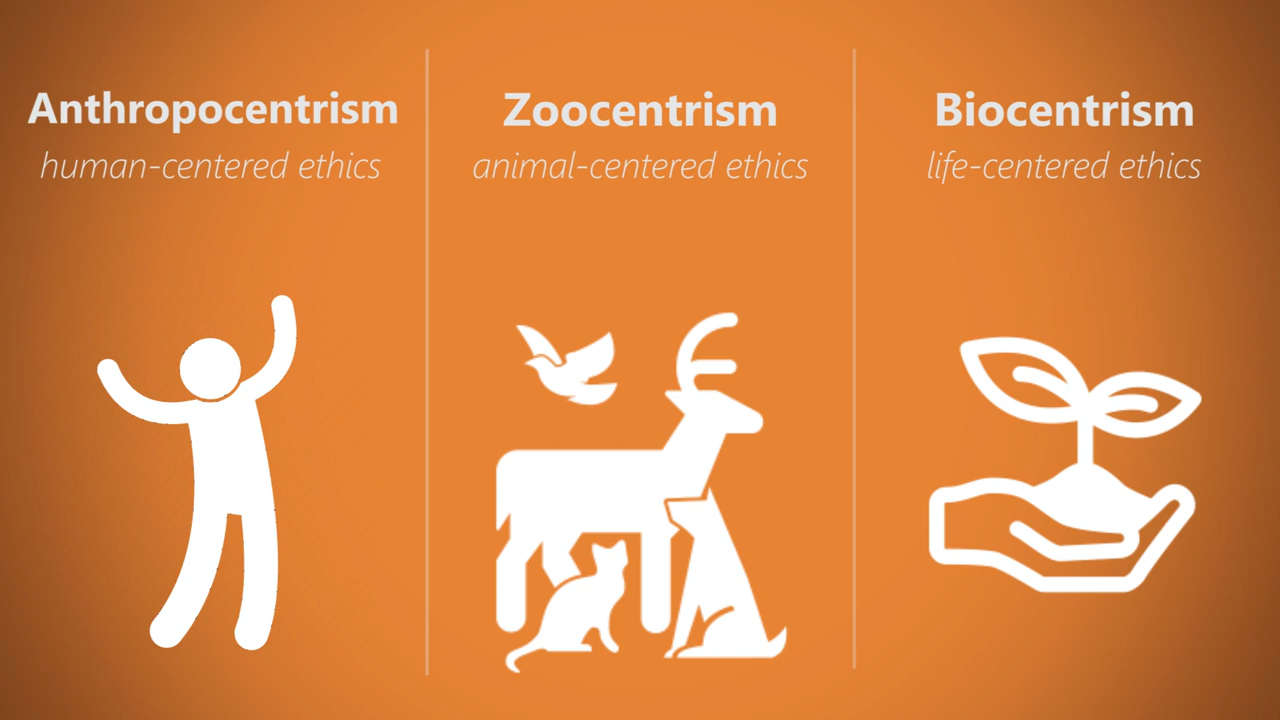 Anthropocentrism
human-centered ethics
Zoocentrism
animal-centered ethics
Biocentrism
life-centered ethics